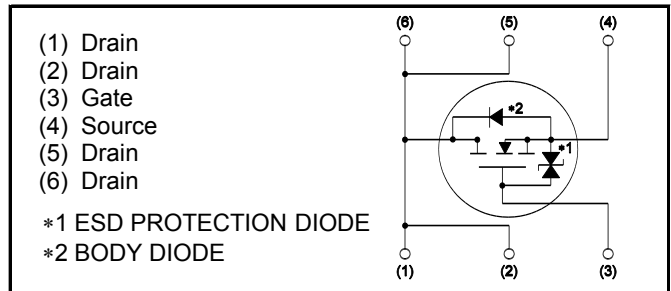 (1) Drain
(2) Drain
(3) Gate
(4) Source
(5) Drain
(6) Drain
∗1 ESD PROTECTION DIODE
∗2 BODY DIODE
(6) (5) (4)
∗2
∗1
(1) (2) (3)